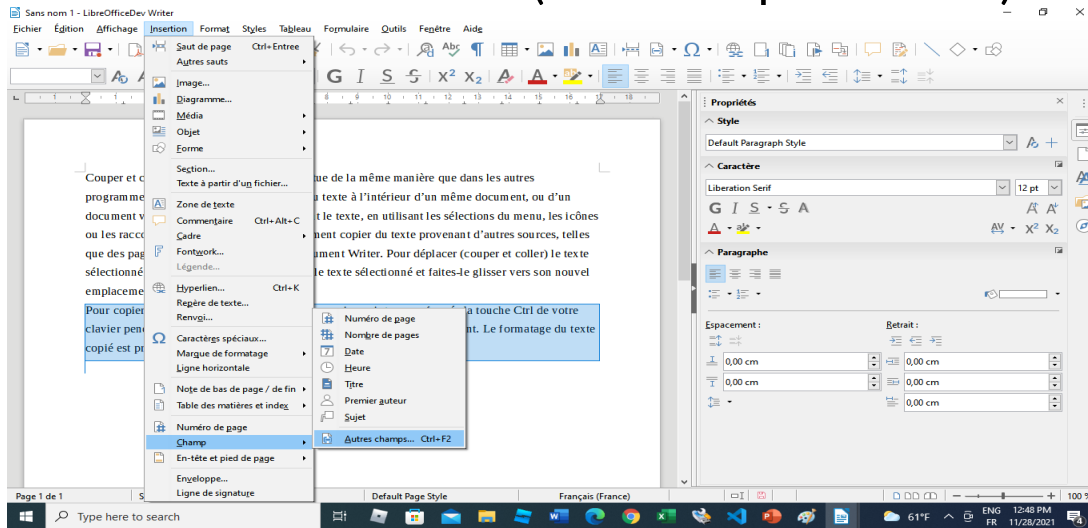 Sans nom 1 - LibreOfficeDev Writer
Eichier Édition Affichage Insertion Format Styles Tableau Formulaire Outils Fenêtre Aide
Saut de page Ctrl+Entree
Autres sauts
Image...
Diagramme...
Média
Objet
Forme
Section...
Texte à partir d'un fichier...
Zone de texte
Commentaire Ctrl+Alt+C
Cadre
Fontwork...
Légende...
Hyperlien... Ctrl+K
Repère de texte...
Renvoi...
Caractères spéciaux...
Marque de formatage
Ligne horizontale
Note de bas de page / de fin
Table des matières et index
Numéro de page
Champ
En-tête et pied de page
Enveloppe...
Ligne de signature
Numéro de page
Nombre de pages
Date
Heure
Titre
Premier auteur
Sujet
Autres champs... Ctrl+F2
Couper et
ue de la même manière que dans les autres
programme
texte à l'intérieur d'un même document, ou d'un
document
t le texte, en utilisant les sélections du menu, les icônes
ou les
ment copier du texte provenant d'autres sources, telles
que des
ument Writer. Pour déplacer (couper et coller) le texte
sélectionné
le texte sélectionné et faites-le glisser vers son nouvel
emplaceme
Pour copier
la touche Ctrl de votre
clavier
nt. Le formatage du texte
copié est
Propriétés
Style
Default Paragraph Style
Caractère
Liberation Serif 12 pt
Paragraphe
Espacement : Retrait :
0,00 cm 0,00 cm
0,00 cm 0,00 cm
0,00 cm
Page 1 de 1 Default Page Style Français (France) 100 %
Type here to search 61°F ENG 12:48 PM
FR 11/28/2021